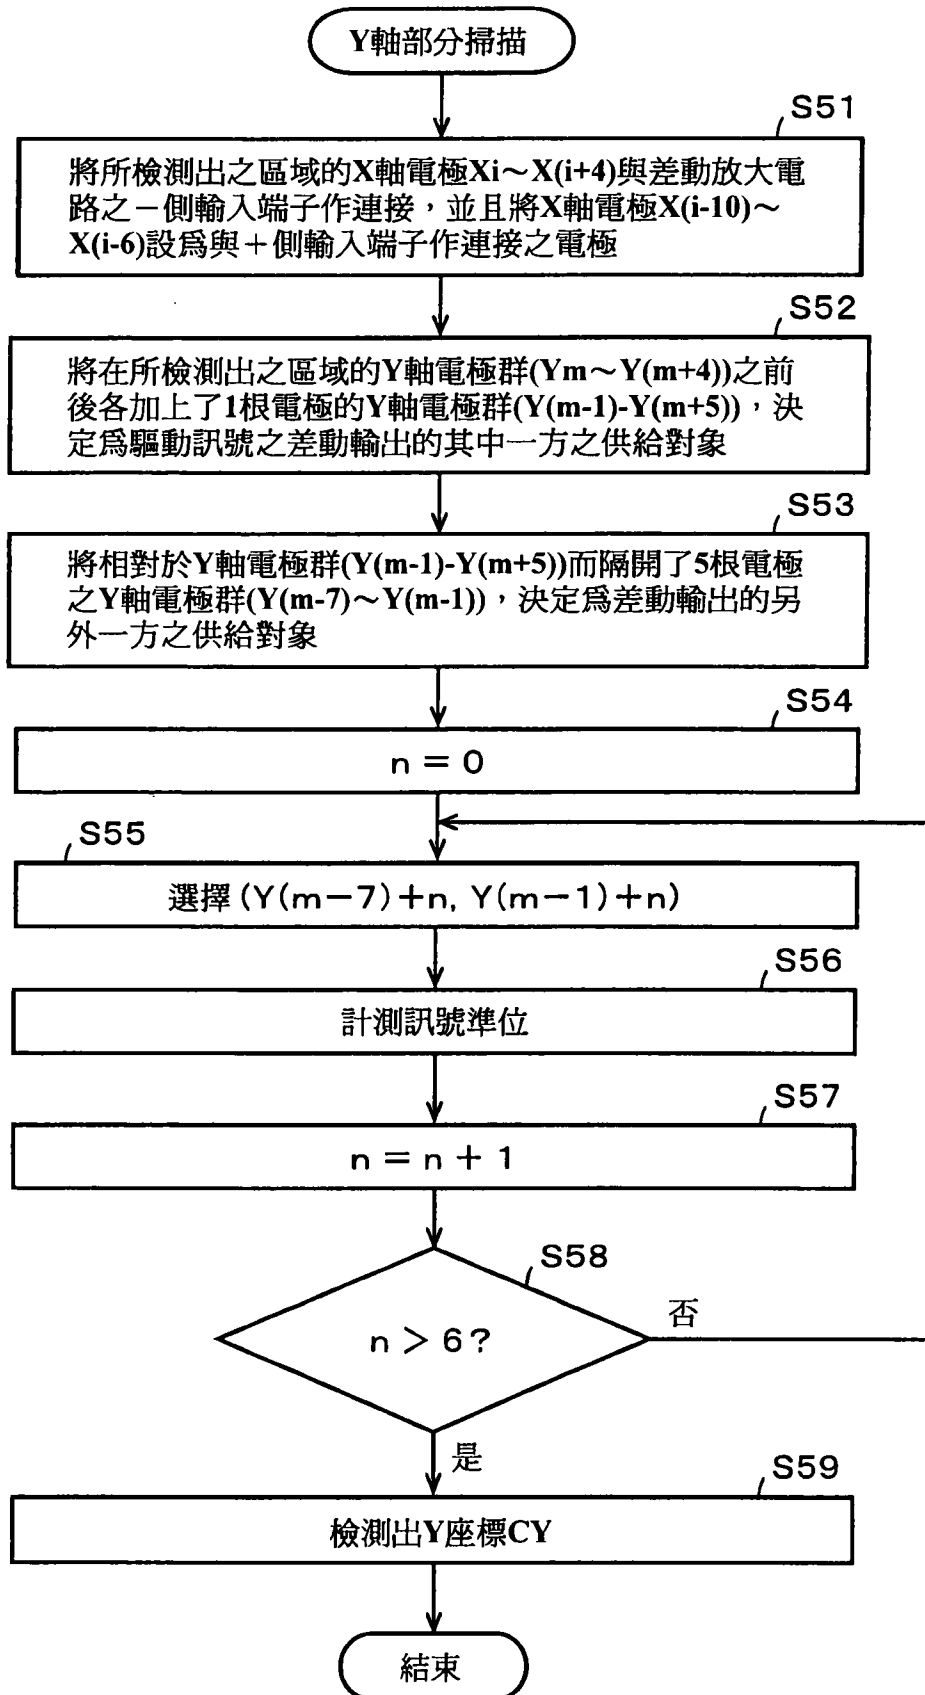 Y軸部分掃描
S51
將所檢測出之區域的X軸電極Xi～X(i+4)與差動放大電
路之－側輸入端子作連接，並且將X軸電極X(i-10)～
X(i-6)設爲與＋側輸入端子作連接之電極
S52
將在所檢測出之區域的Y軸電極群(Ym～Y(m+4))之前
後各加上了1根電極的Y軸電極群(Y(m-1)-Y(m+5))，決
定爲驅動訊號之差動輸出的其中一方之供給對象
S53
將相對於Y軸電極群(Y(m-1)-Y(m+5))而隔開了5根電極
之Y軸電極群(Y(m-7)～Y(m-1))，決定爲差動輸出的另
外一方之供給對象
S54
n = 0
S55
選擇 (Y(m－7)＋n, Y(m－1)＋n)
S56
計測訊號準位
S57
n = n + 1
S58
n > 6?
否
是
S59
檢測出Y座標CY
結束